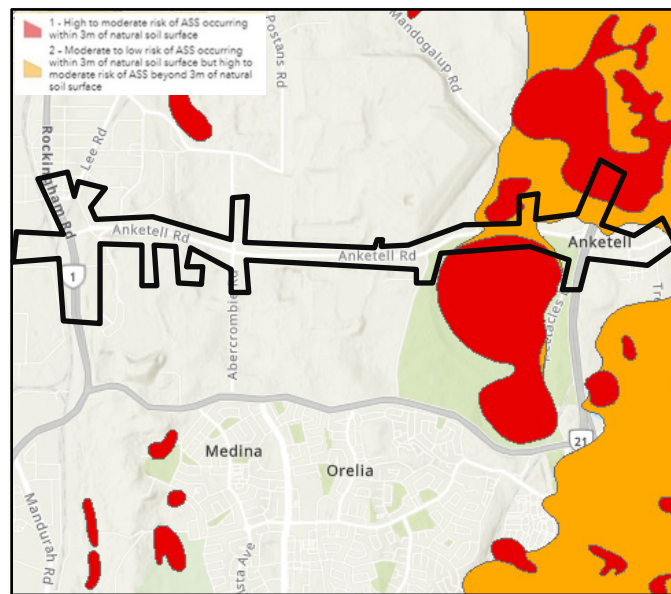 1 - High to moderate risk of ASS occurring
within 3m of natural soil surface
2 - Moderate to low risk of ASS occurring
within 3m of natural soil surface but high to
moderate risk of ASS beyond 3m of natural
soil surface
Postans Rd
Mandogalup Rd
Rockingham Rd
Lee Rd
Anketell Rd
Anketell Rd
Anketell
1
Abercrombie Rd
Medina
Orelia
21
Mandurah Rd